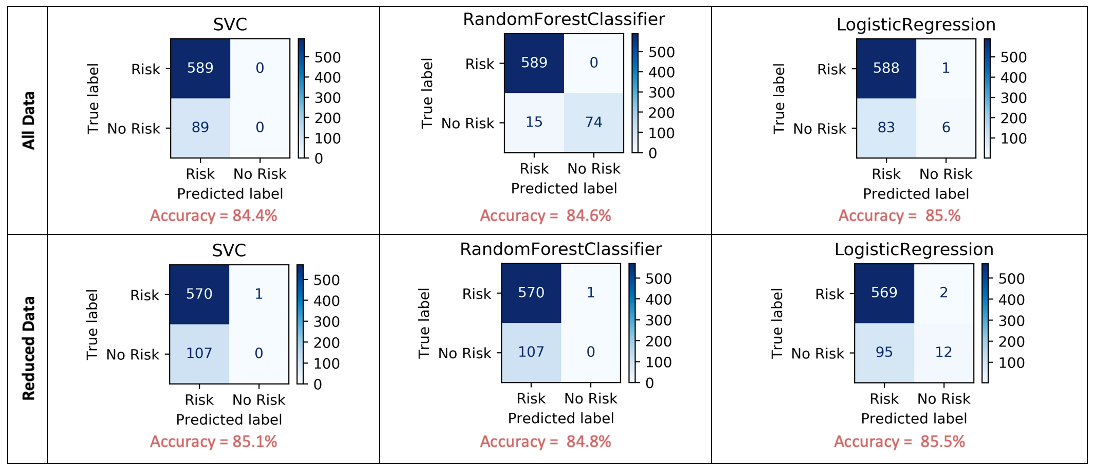 All Data
SVC
Risk
589
0
No Risk
89
0
500
400
300
200
100
0
True label
Risk
No Risk
Predicted label
Accuracy = 84.4%
RandomForestClassifier
Risk
589
0
No Risk
15
74
500
400
300
200
100
0
True label
Risk
No Risk
Predicted label
Accuracy = 84.6%
LogisticRegression
Risk
588
1
No Risk
83
6
500
400
300
200
100
True label
Risk
No Risk
Predicted label
Accuracy = 85.%
Reduced Data
SVC
Risk
570
1
No Risk
107
0
500
400
300
200
100
0
True label
Risk
No Risk
Predicted label
Accuracy = 85.1%
RandomForestClassifier
Risk
570
1
No Risk
107
0
500
400
300
200
100
0
True label
Risk
No Risk
Predicted label
Accuracy = 84.8%
LogisticRegression
Risk
569
2
No Risk
95
12
500
400
300
200
100
True label
Risk
No Risk
Predicted label
Accuracy = 85.5%